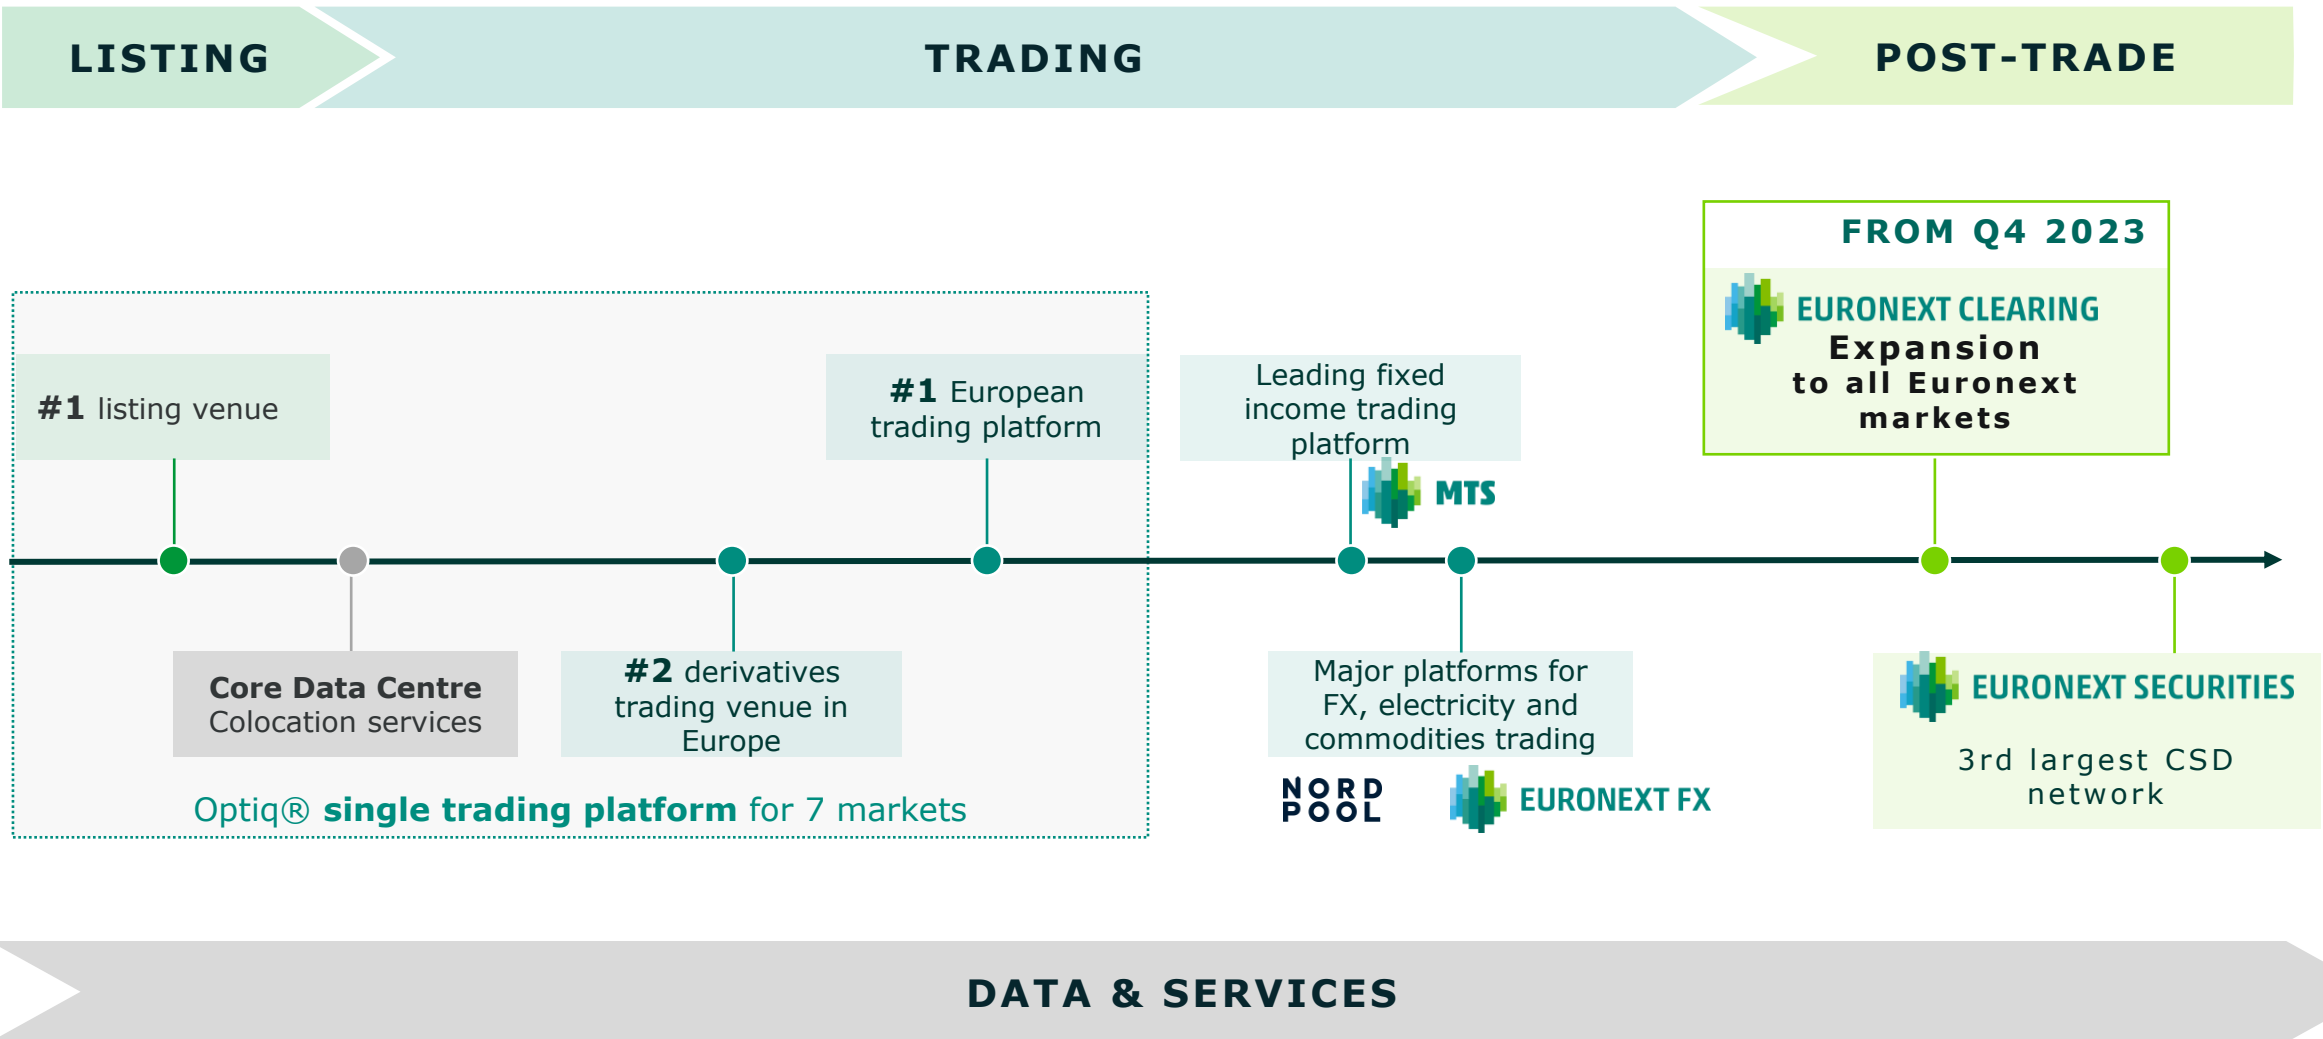 LISTING
TRADING
POST-TRADE
FROM Q4 2023
EURONEXT CLEARING
Expansion
to all Euronext
markets
#1 listing venue
#1 European
trading platform
Leading fixed
income trading
platform
MTS
Core Data Centre
Colocation services
#2 derivatives
trading venue in
Europe
Major platforms for
FX, electricity and
commodities trading
NORD
POOL
EURONEXT FX
EURONEXT SECURITIES
3rd largest CSD
network
Optiq® single trading platform for 7 markets
DATA & SERVICES